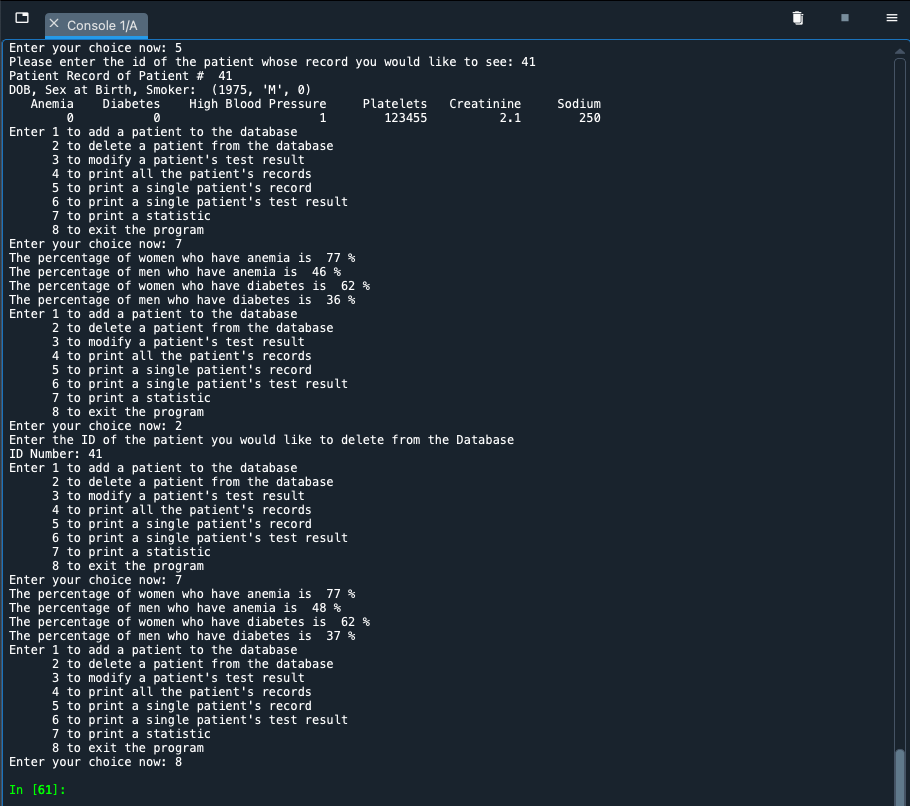 Console 1/A
Enter your choice now: 5
Please enter the id of the patient whose record you would like to see: 41
Patient Record of Patient #  41
DOB, Sex at Birth, Smoker:  (1975, 'M', 0)
   Anemia    Diabetes    High Blood Pressure     Platelets   Creatinine     Sodium
        0           0                      1        123455          2.1        250
Enter 1 to add a patient to the database
      2 to delete a patient from the database
      3 to modify a patient's test result
      4 to print all the patient's records
      5 to print a single patient's record
      6 to print a single patient's test result
      7 to print a statistic
      8 to exit the program
Enter your choice now: 7
The percentage of women who have anemia is  77 %
The percentage of men who have anemia is  46 %
The percentage of women who have diabetes is  62 %
The percentage of men who have diabetes is  36 %
Enter 1 to add a patient to the database
      2 to delete a patient from the database
      3 to modify a patient's test result
      4 to print all the patient's records
      5 to print a single patient's record
      6 to print a single patient's test result
      7 to print a statistic
      8 to exit the program
Enter your choice now: 2
Enter the ID of the patient you would like to delete from the Database
ID Number: 41
Enter 1 to add a patient to the database
      2 to delete a patient from the database
      3 to modify a patient's test result
      4 to print all the patient's records
      5 to print a single patient's record
      6 to print a single patient's test result
      7 to print a statistic
      8 to exit the program
Enter your choice now: 7
The percentage of women who have anemia is  77 %
The percentage of men who have anemia is  48 %
The percentage of women who have diabetes is  62 %
The percentage of men who have diabetes is  37 %
Enter 1 to add a patient to the database
      2 to delete a patient from the database
      3 to modify a patient's test result
      4 to print all the patient's records
      5 to print a single patient's record
      6 to print a single patient's test result
      7 to print a statistic
      8 to exit the program
Enter your choice now: 8
In [61]: